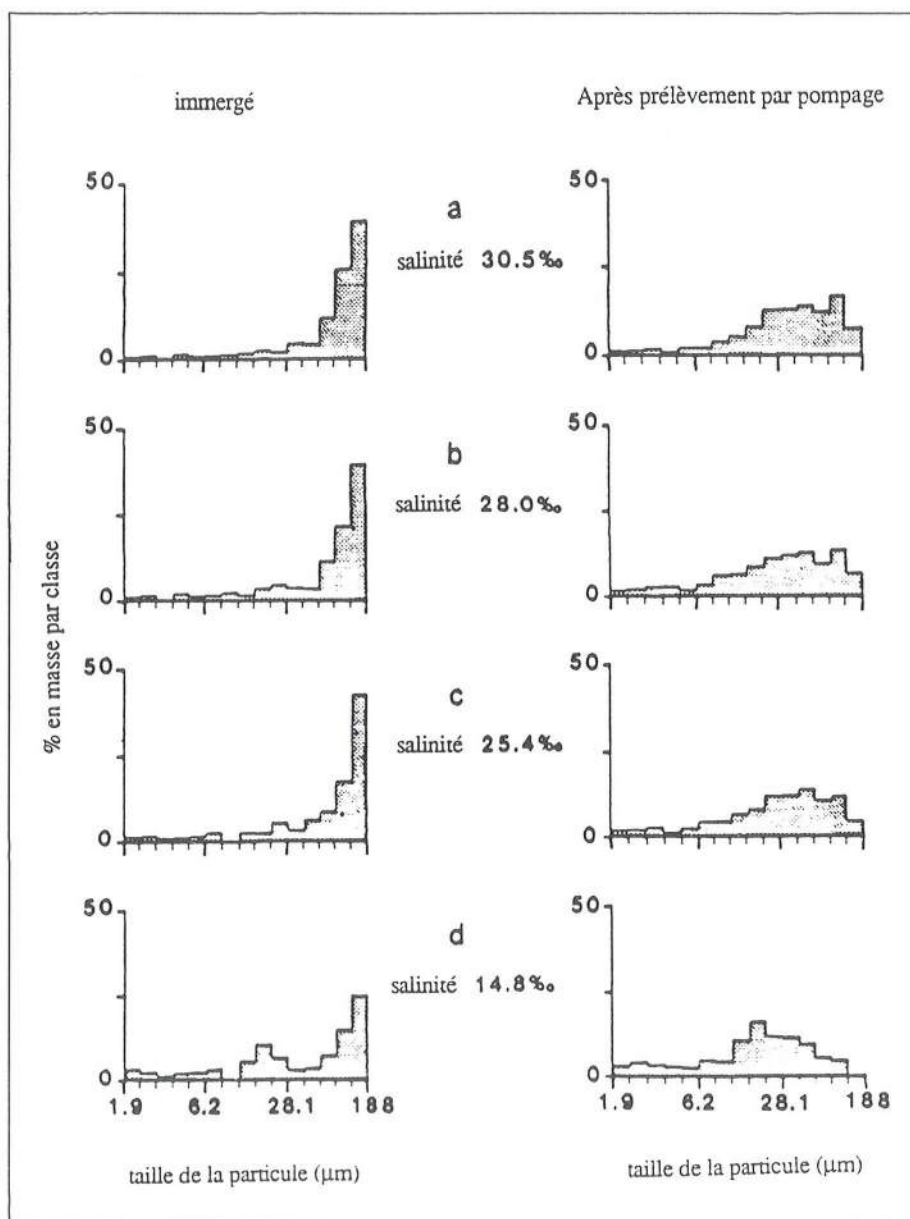 immergé
Après prélèvement par pompage
50
0
a
salinité 30.5‰
50
0
50
0
b
salinité 28.0‰
50
0
% en masse par classe
50
0
c
salinité 25.4‰
50
0
50
0
1.9 6.2 28.1 188
d
salinité 14.8‰
50
0
1.9 6.2 28.1 188
taille de la particule (µm)
taille de la particule (µm)